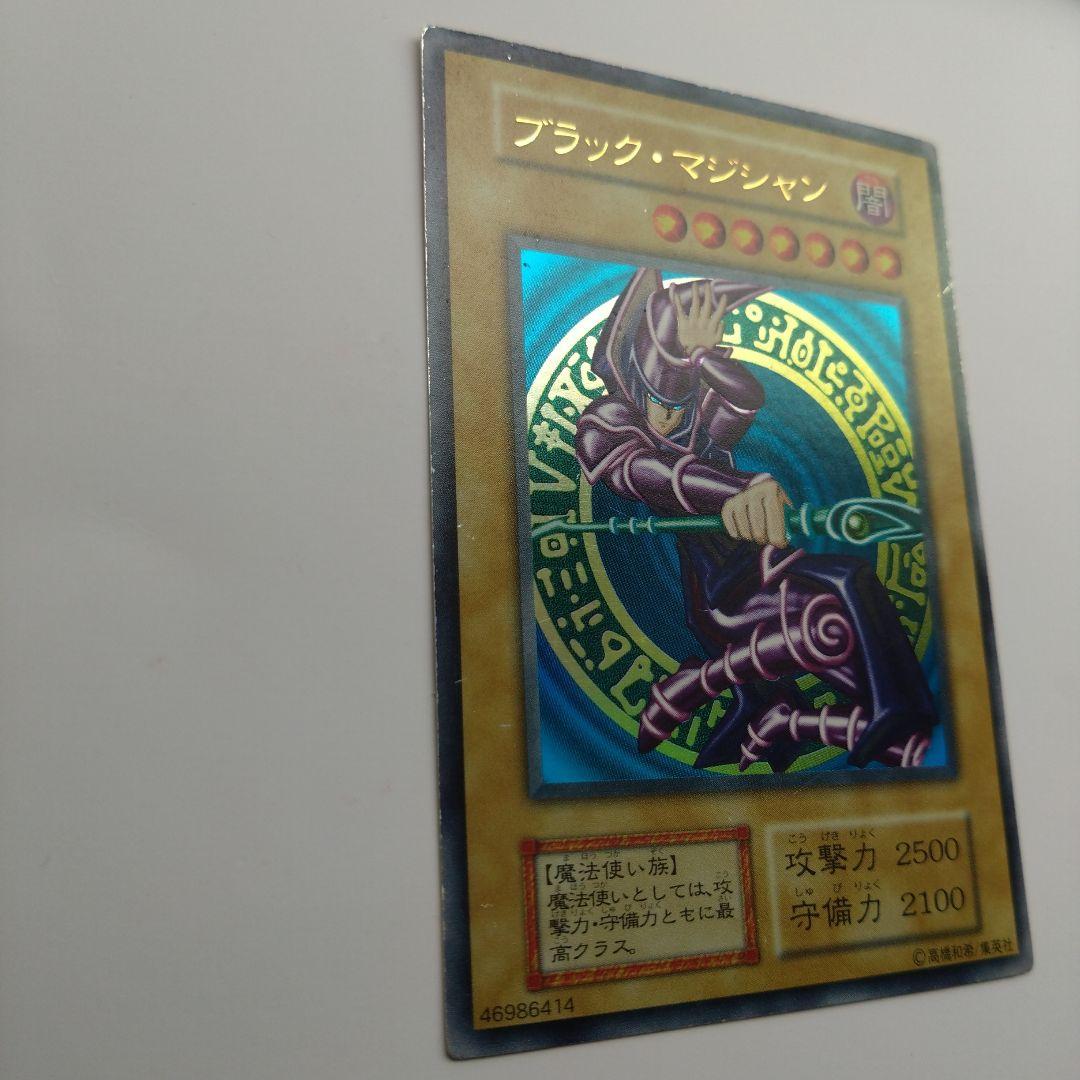 ブラック・マジシャン
闇
【魔法使い族】
魔法使いとしては、攻
撃力・守備力ともに最
高クラス。
攻撃力 2500
守備力 2100
©高橋和希/集英社
46986414